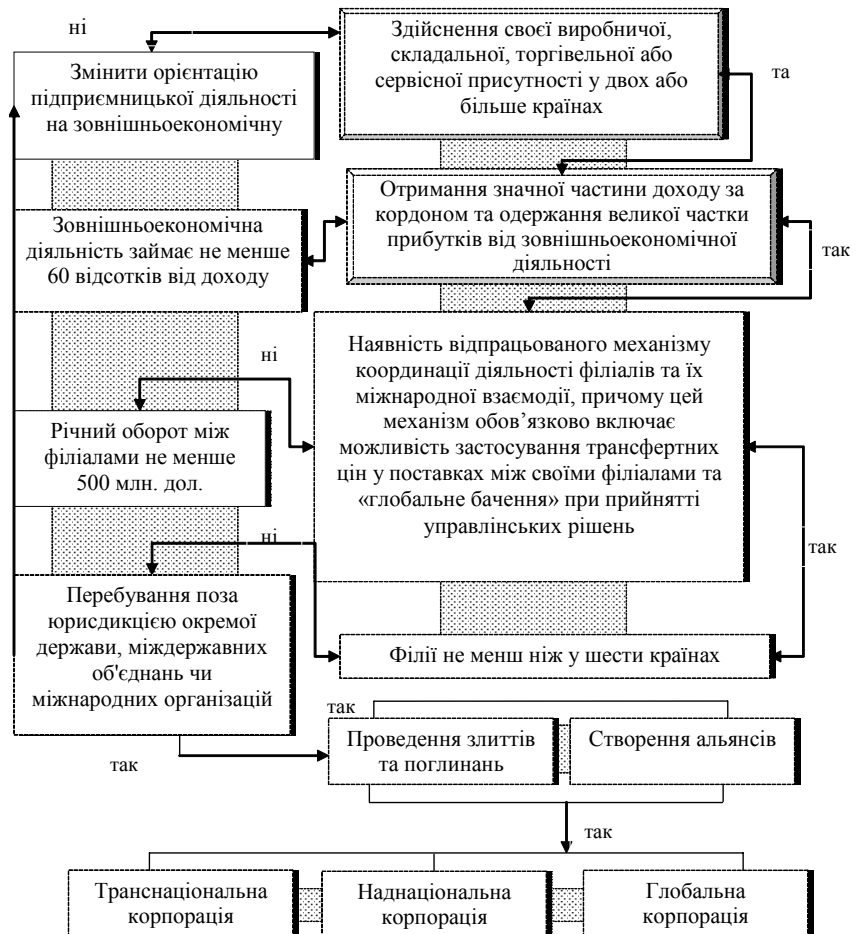 ні
Здійснення своєї виробничої,
складальної, торгівельної або
сервісної присутності у двох або
більше країнах
та
Змінити орієнтацію
підприємницької діяльності
на зовнішньоекономічну
Отримання значної частини доходу за
кордоном та одержання великої частки
прибутків від зовнішньоекономічної
діяльності
так
Зовнішньоекономічна
діяльність займає не менше
60 відсотків від доходу
ні
Наявність відпрацьованого механізму
координації діяльності філіалів та їх
міжнародної взаємодії, причому цей
механізм обов’язково включає
можливість застосування трансфертних
цін у поставках між своїми філіалами та
«глобальне бачення» при прийнятті
управлінських рішень
Річний оборот між
філіалами не менше
500 млн. дол.
ні
так
Перебування поза
юрисдикцією окремої
держави, міждержавних
об'єднань чи
міжнародних організацій
Філії не менш ніж у шести країнах
так
так
Проведення злиттів
та поглинань
Створення альянсів
так
Транснаціональна
корпорація
Наднаціональна
корпорація
Глобальна
корпорація